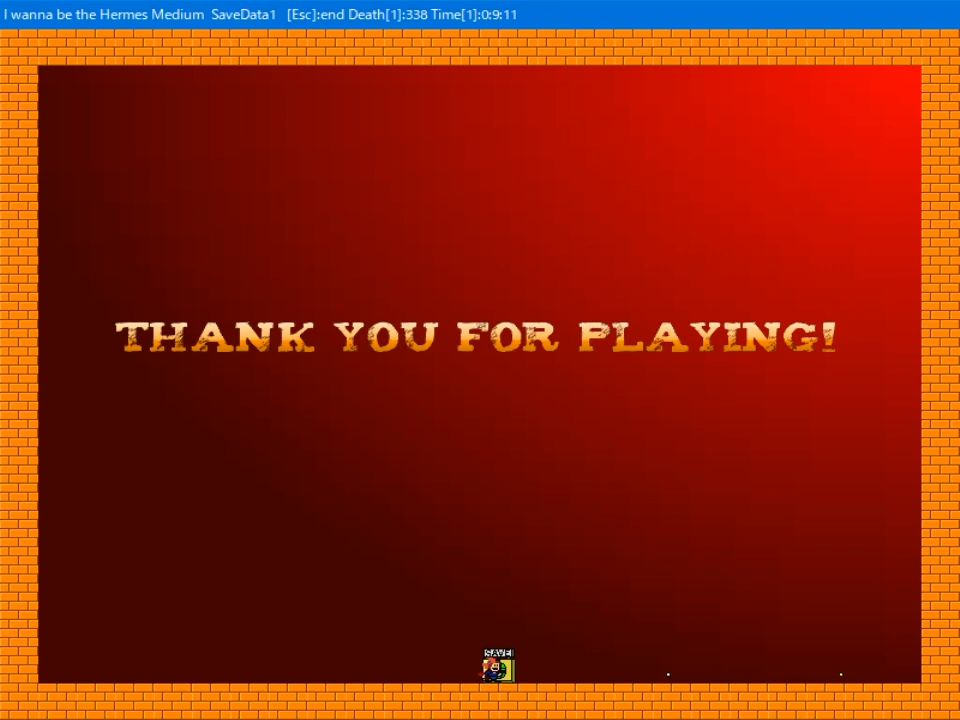 I wanna be the Hermes Medium  SaveData1   [Esc]:end Death[1]:338 Time[1]:0:9:11
THANK YOU FOR PLAYING!
SAVE